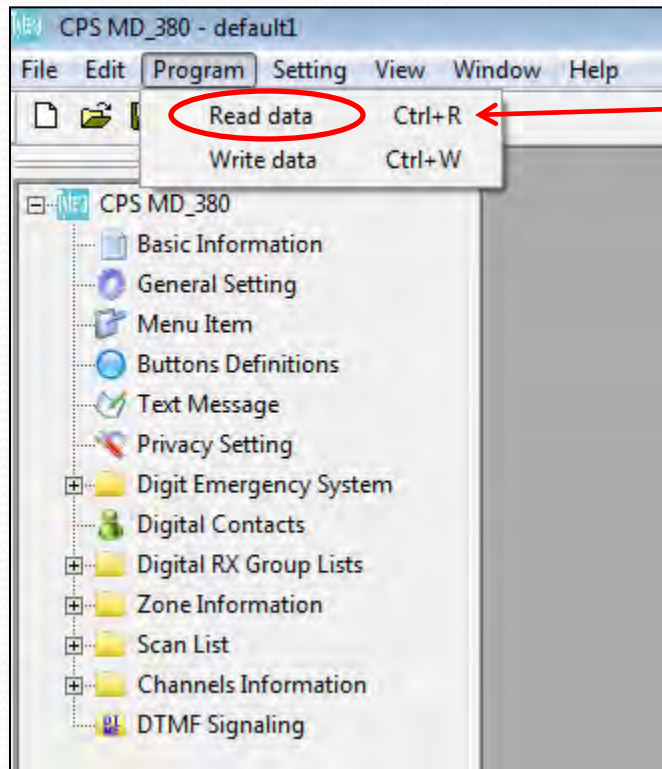 CPS MD_380 - default1
File Edit Program Setting View Window Help
Read data Ctrl+R
Write data Ctrl+W
CPS MD_380
Basic Information
General Setting
Menu Item
Buttons Definitions
Text Message
Privacy Setting
Digit Emergency System
Digital Contacts
Digital RX Group Lists
Zone Information
Scan List
Channels Information
DTMF Signaling